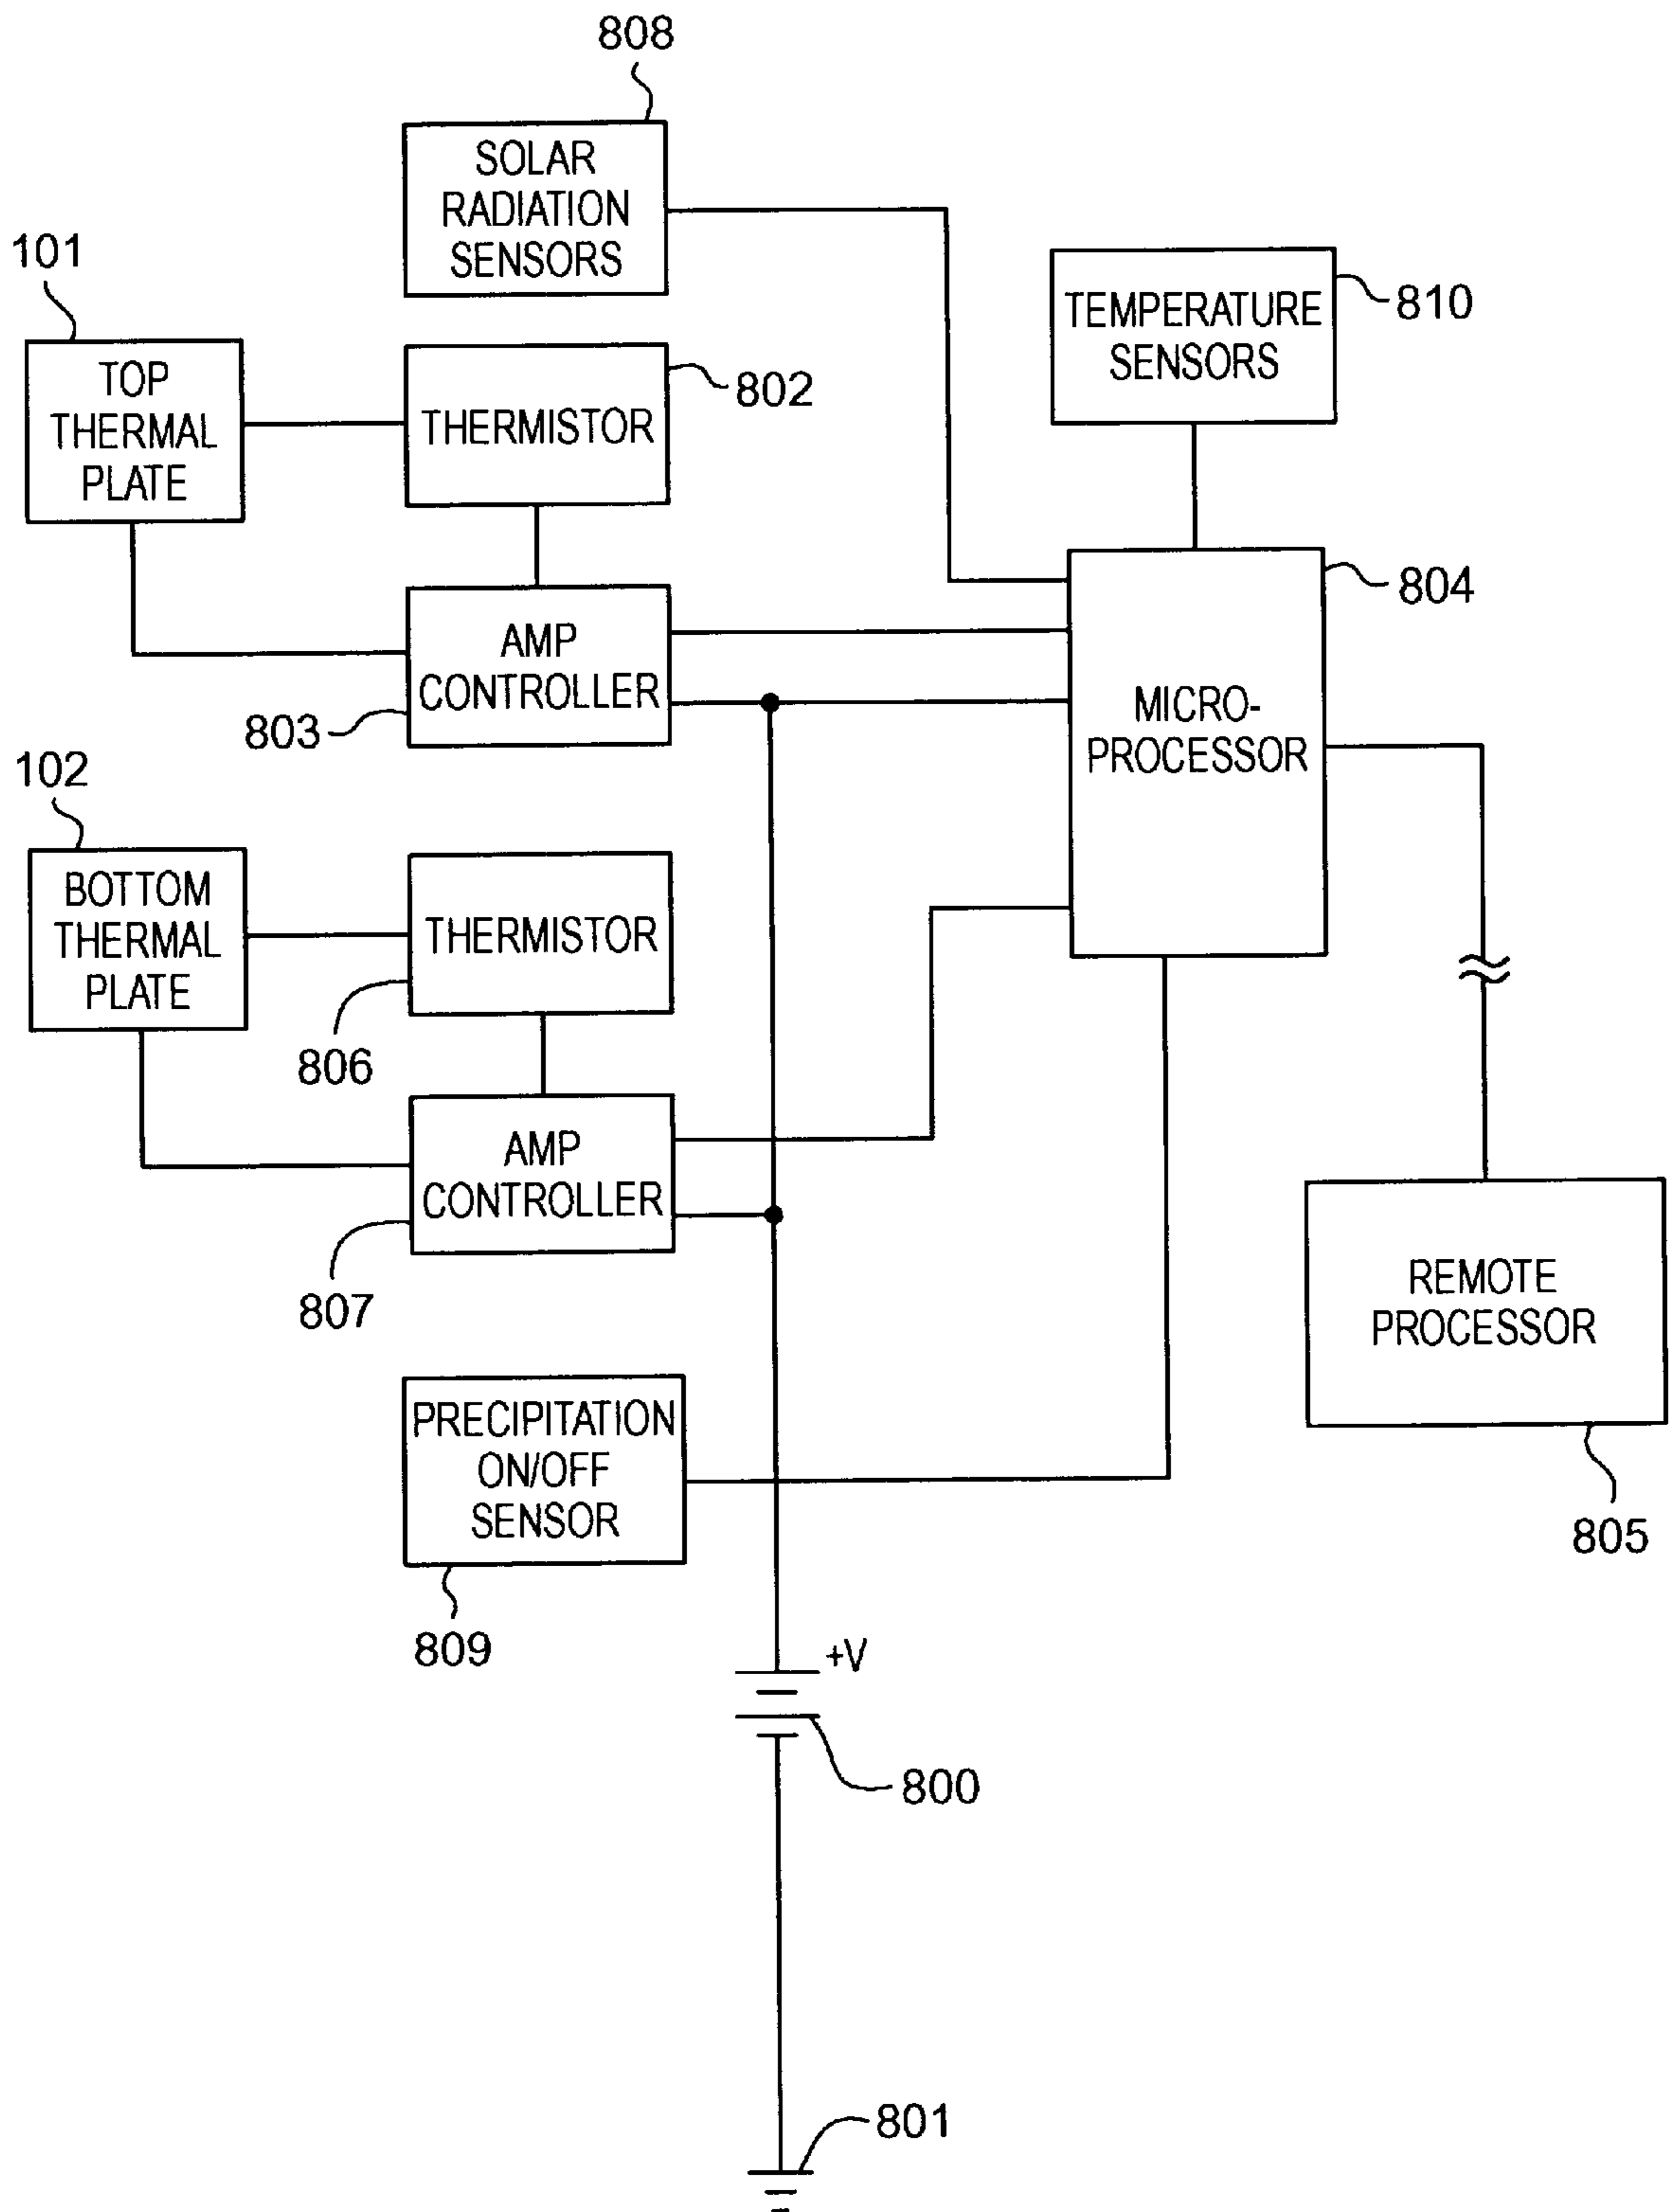 808
SOLAR
RADIATION
SENSORS
101
TOP
THERMAL
PLATE
THERMISTOR
802
TEMPERATURE
SENSORS
810
AMP
CONTROLLER
803
MICRO-
PROCESSOR
804
102
BOTTOM
THERMAL
PLATE
THERMISTOR
806
AMP
CONTROLLER
807
REMOTE
PROCESSOR
805
PRECIPITATION
ON/OFF
SENSOR
809
+V
800
801